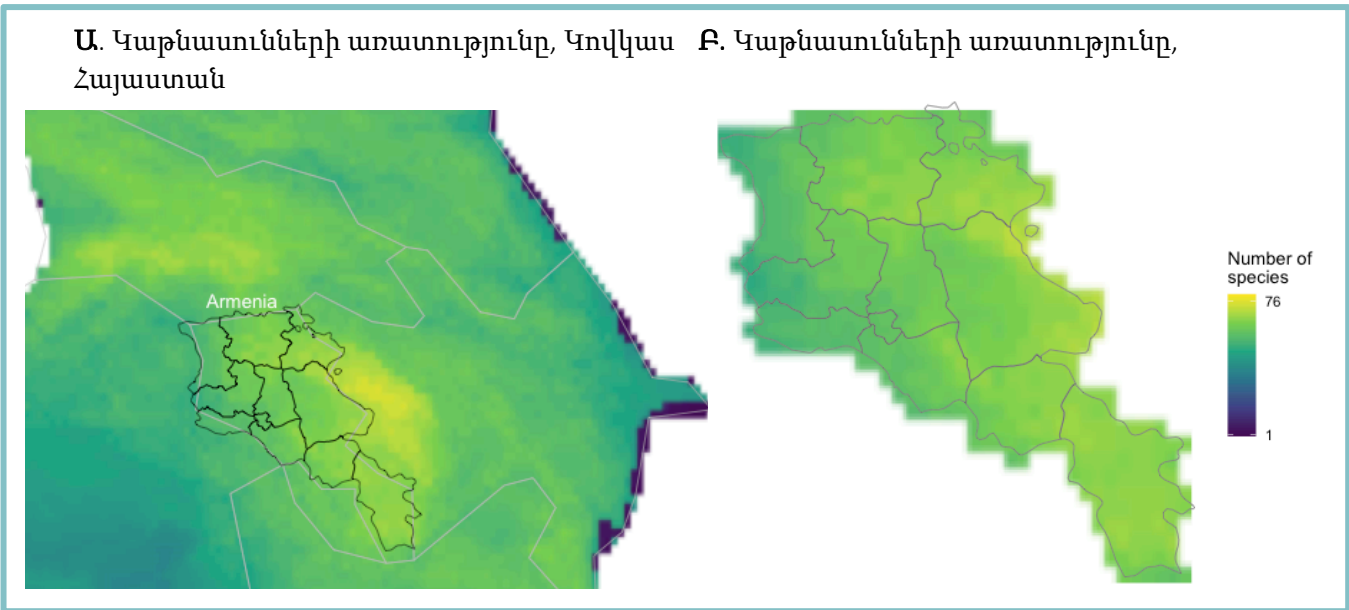 Ա. Կաթնասունների առատությունը, Կովկաս Բ. Կաթնասունների առատությունը,
Հայաստան
Armenia
Number of
species
76
1